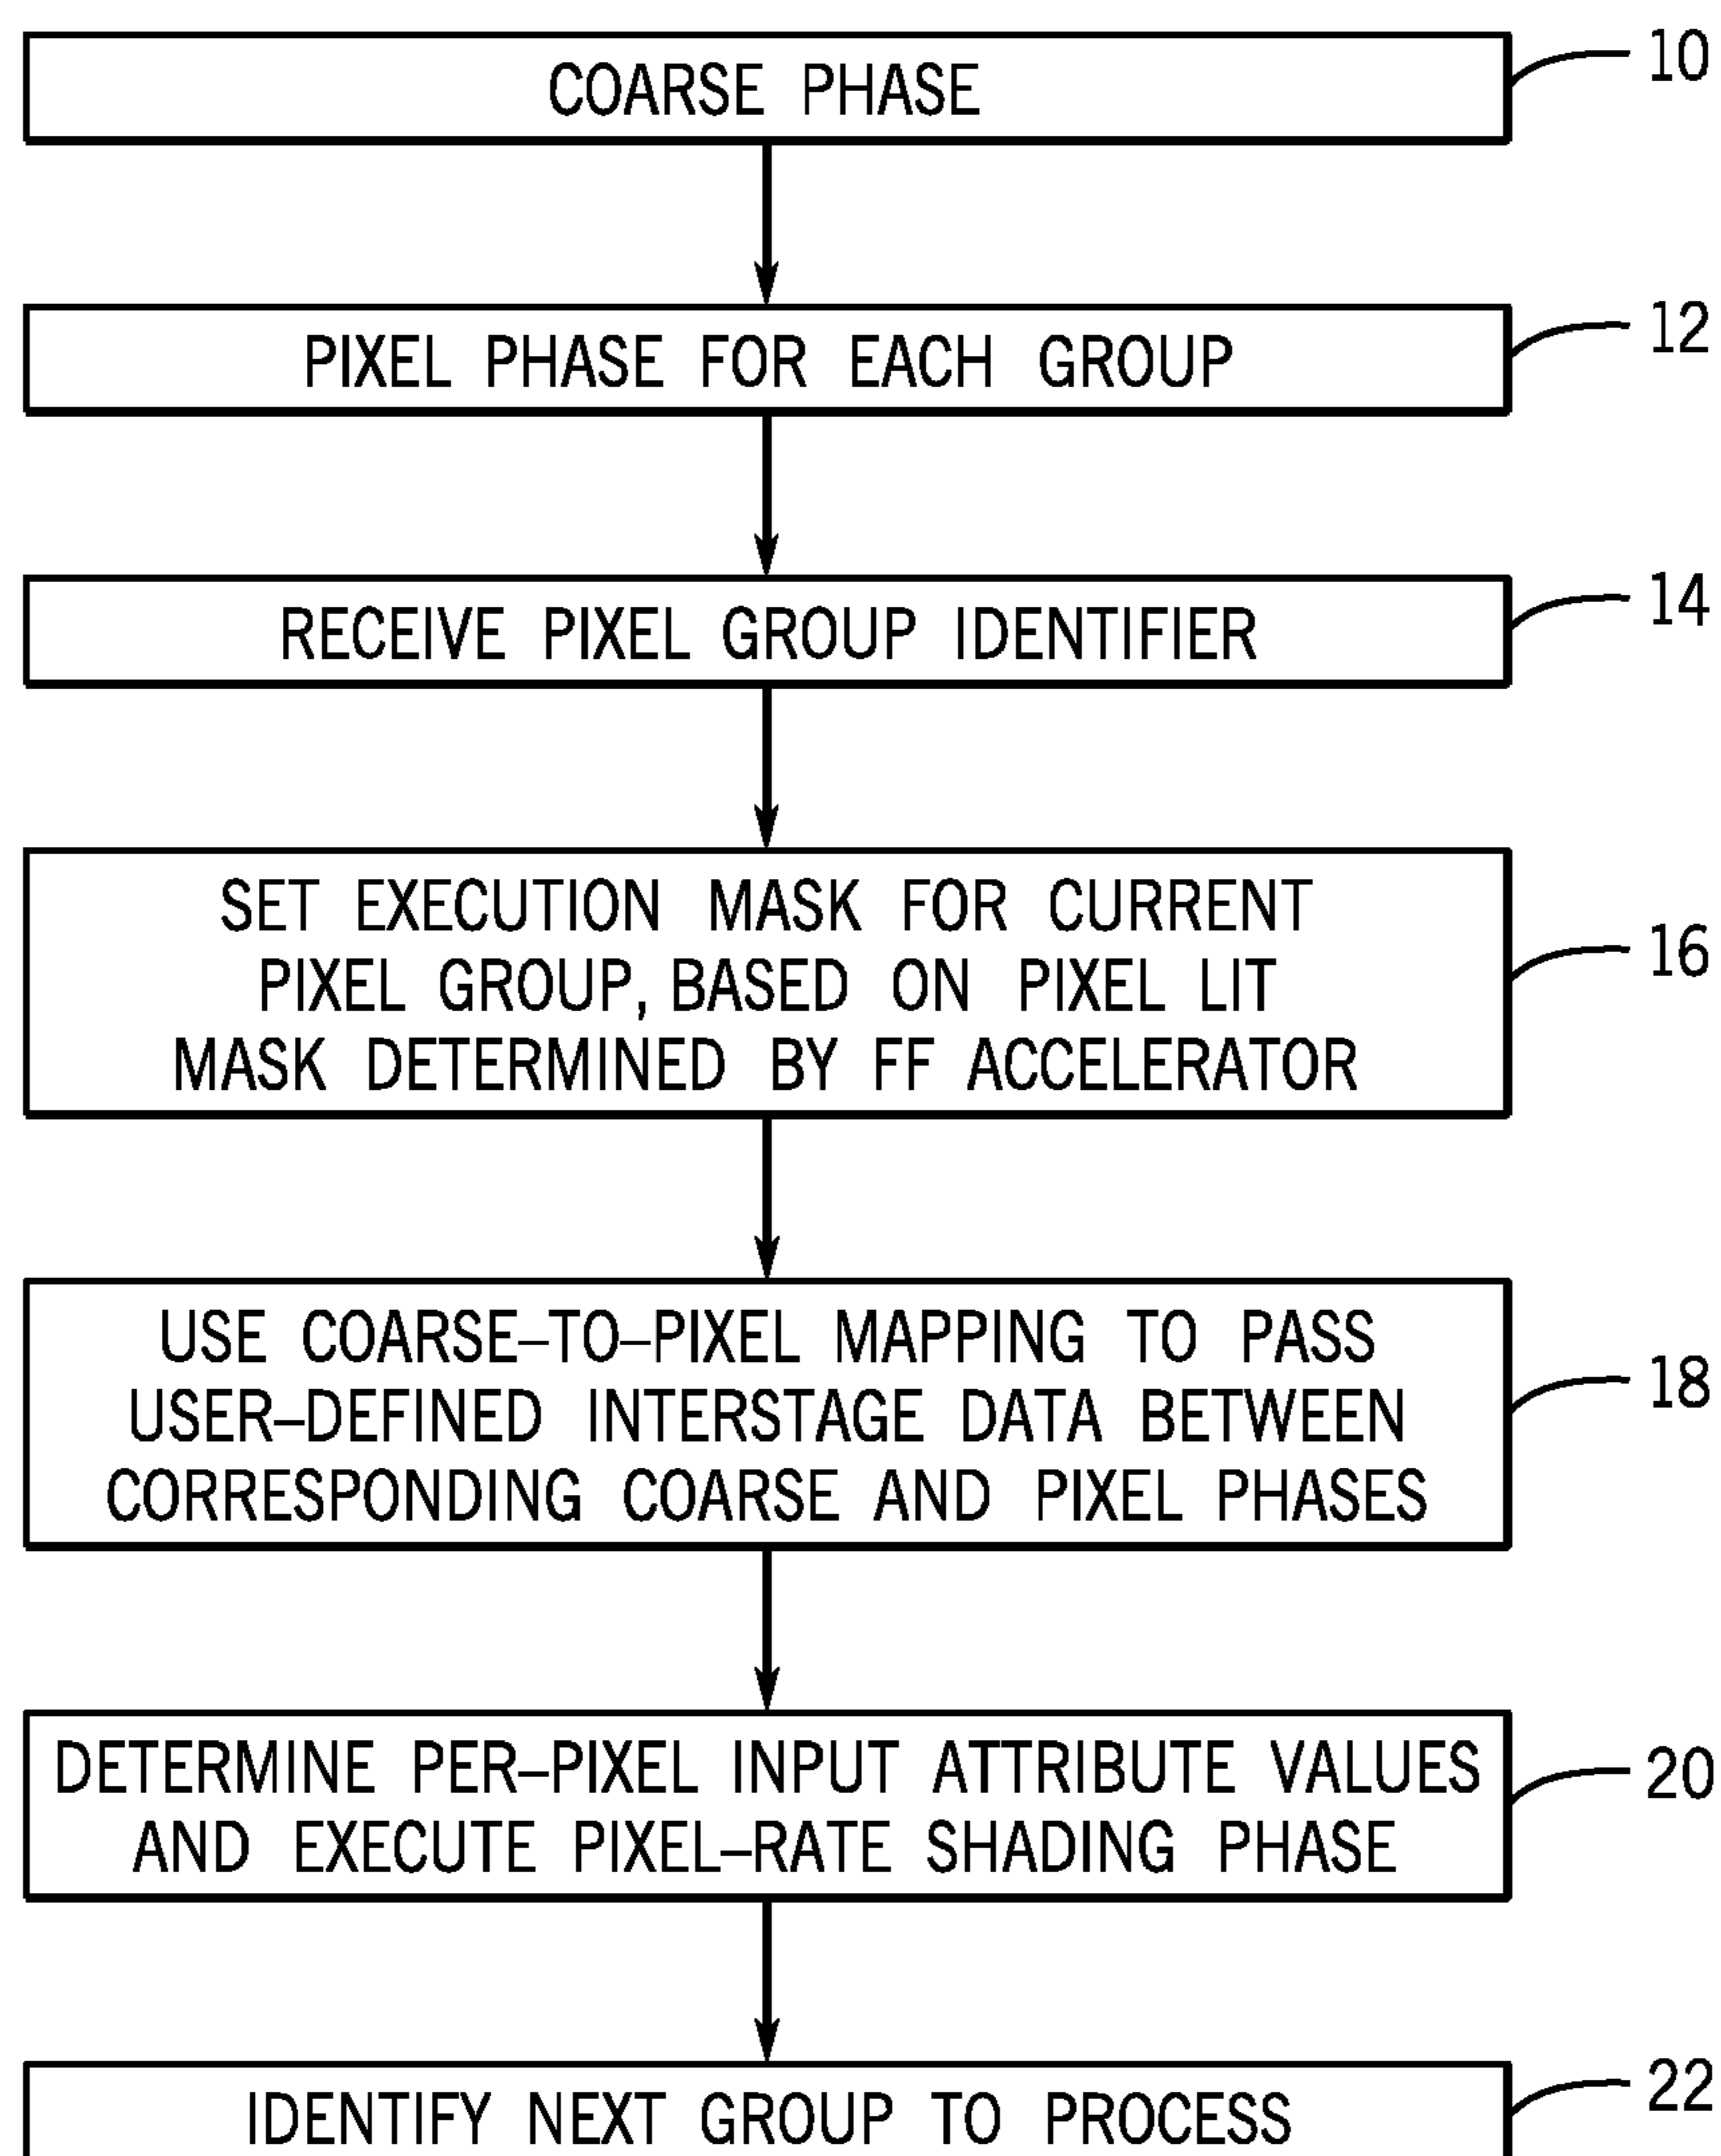 COARSE PHASE
10
PIXEL PHASE FOR EACH GROUP
12
RECEIVE PIXEL GROUP IDENTIFIER
14
SET EXECUTION MASK FOR CURRENT
PIXEL GROUP, BASED ON PIXEL LIT
MASK DETERMINED BY FF ACCELERATOR
16
USE COARSE–TO–PIXEL MAPPING TO PASS
USER–DEFINED INTERSTAGE DATA BETWEEN
CORRESPONDING COARSE AND PIXEL PHASES
18
DETERMINE PER–PIXEL INPUT ATTRIBUTE VALUES
AND EXECUTE PIXEL–RATE SHADING PHASE
20
IDENTIFY NEXT GROUP TO PROCESS
22